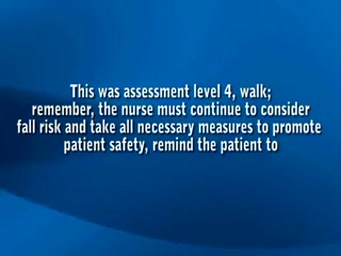 This was assessment level 4, walk;
remember, the nurse must continue to consider
fall risk and take all necessary measures to promote
patient safety, remind the patient to